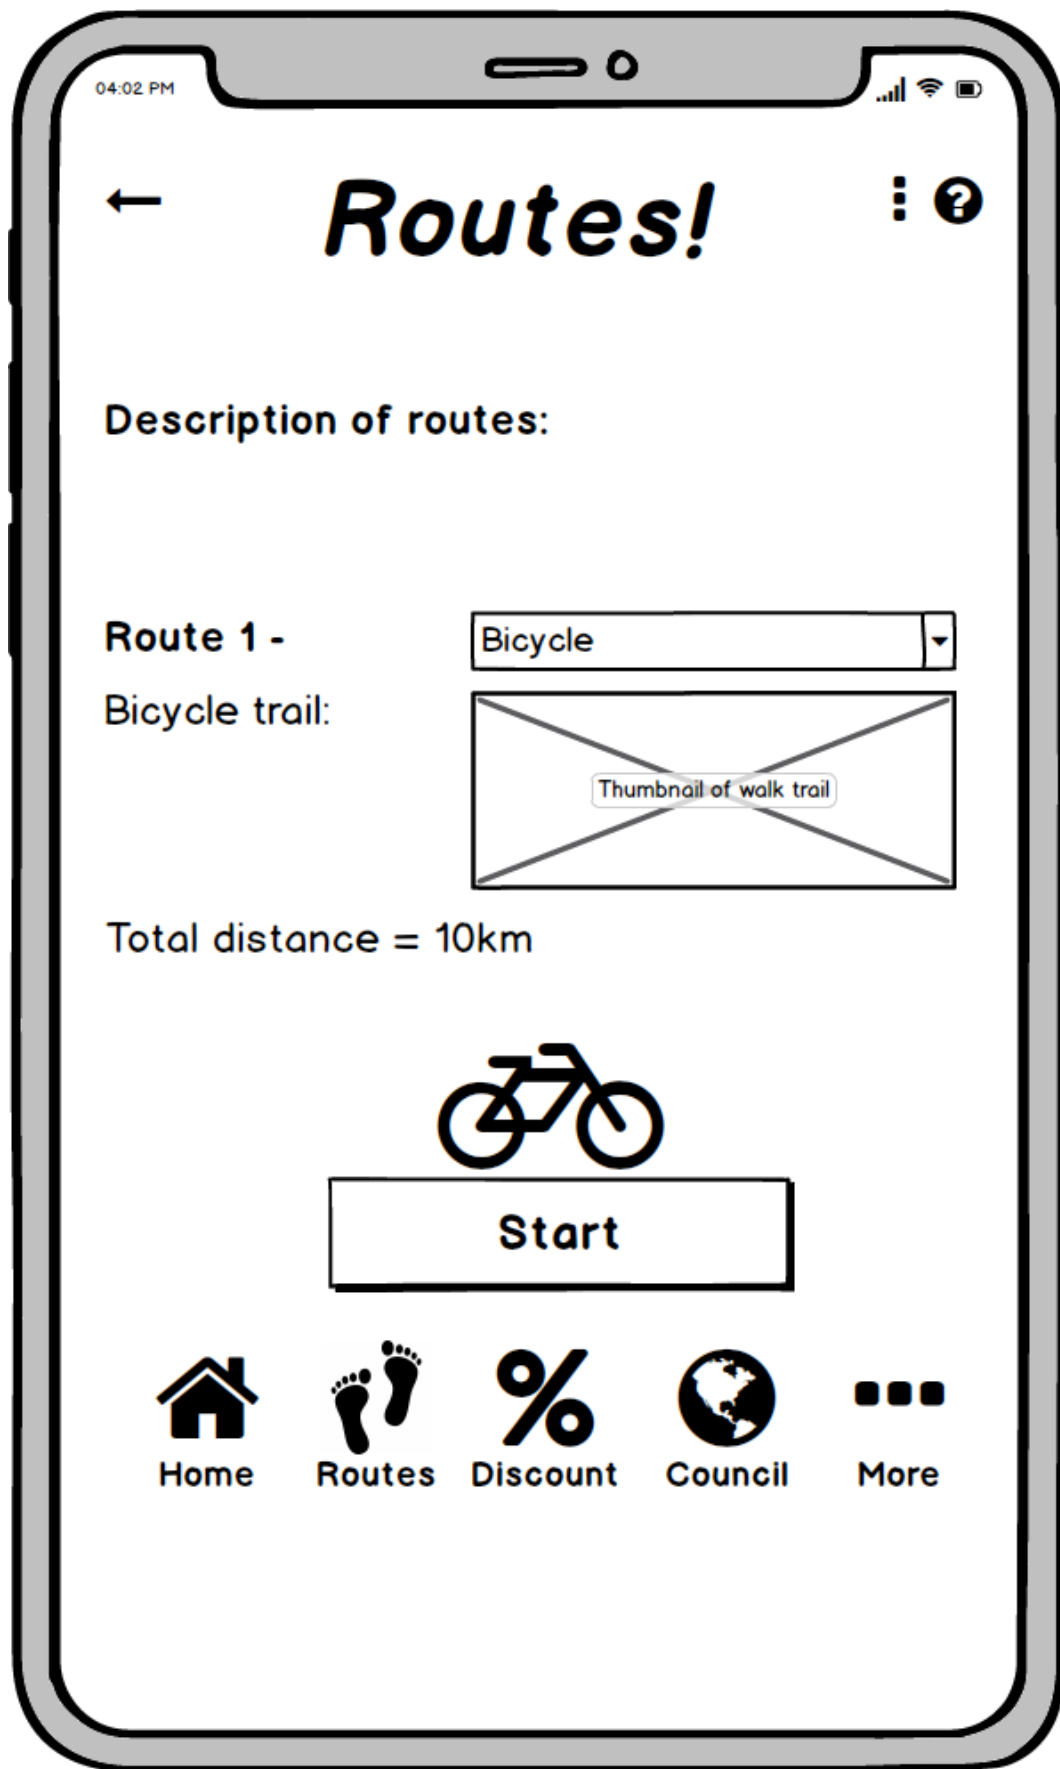 04:02 PM
Routes!
Description of routes:
Route 1 -
Bicycle
Bicycle trail:
Thumbnail of walk trail
Total distance = 10km
Start
Home Routes Discount Council More